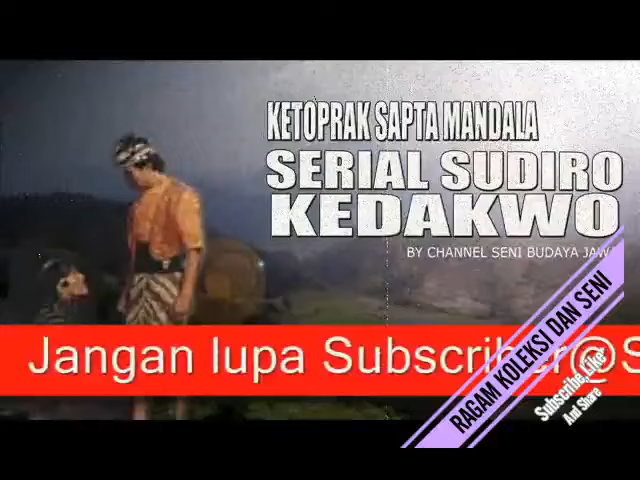 KETOPRAK SAPTA MANDALA
SERIAL SUDIRO
KEDAKWO
BY CHANNEL SENI BUDAYA JAW
Jangan lupa Subscriber@S
RAGAM KOLEKSI DAN SENI
Subscribe,Like
And Share